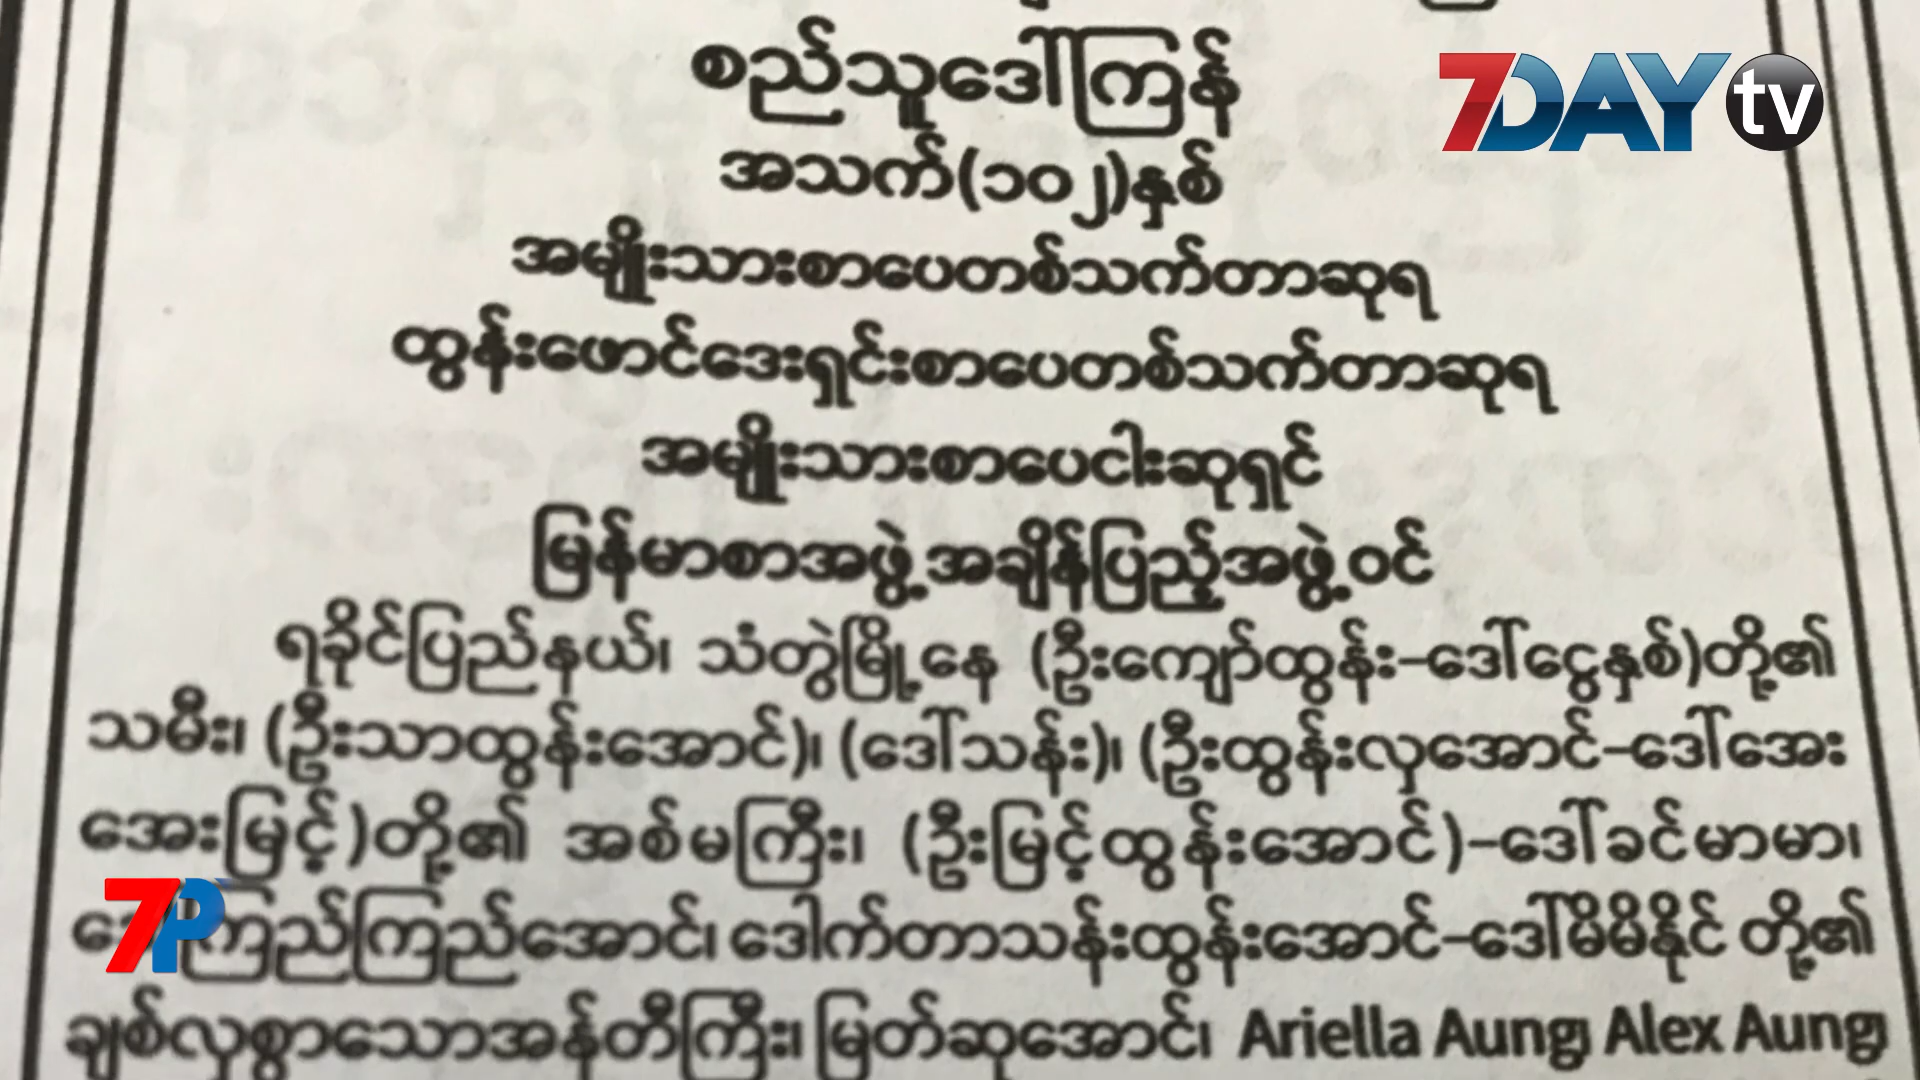 စည်သူဒေါ်ကြန်
7DAY tv
အသက်(၁၀၂)နှစ်
အမျိုးသားစာပေတစ်သက်တာဆုရ
ထွန်းဖောင်ဒေးရှင်းစာပေတစ်သက်တာဆုရ
အမျိုးသားစာပေငါးဆုရှင်
မြန်မာစာအဖွဲ့အချိန်ပြည့်အဖွဲ့ဝင်
ရခိုင်ပြည်နယ်၊ သံတွဲမြို့နေ (ဦးကျော်ထွန်း–ဒေါ်ငွေနှစ်)တို့၏
သမီး၊ (ဦးသာထွန်းအောင်)၊ (ဒေါ်သန်း)၊ (ဦးထွန်းလှအောင်–ဒေါ်အေး
အေးမြင့်)တို့၏ အစ်မကြီး၊ (ဦးမြင့်ထွန်းအောင်)–ဒေါ်ခင်မာမာ၊
7P ကြည်ကြည်အောင်၊ ဒေါက်တာသန်းထွန်းအောင်–ဒေါ်မိမိနိုင် တို့၏
ချစ်လှစွာသောအန်တီကြီး၊ မြတ်ဆုအောင်၊ Ariella Aung၊ Alex Aung၊